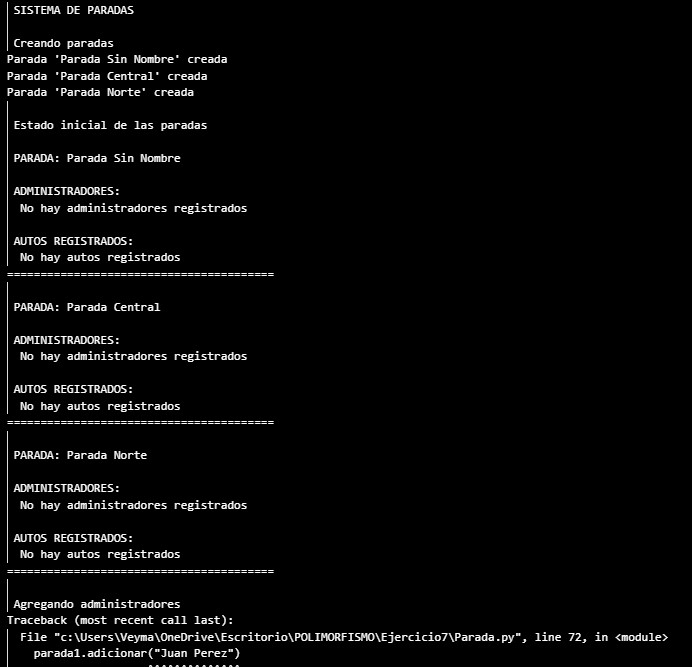 SISTEMA DE PARADAS
Creando paradas
Parada 'Parada Sin Nombre' creada
Parada 'Parada Central' creada
Parada 'Parada Norte' creada
Estado inicial de las paradas
PARADA: Parada Sin Nombre
ADMINISTRADORES:
No hay administradores registrados
AUTOS REGISTRADOS:
No hay autos registrados
========================================
PARADA: Parada Central
ADMINISTRADORES:
No hay administradores registrados
AUTOS REGISTRADOS:
No hay autos registrados
========================================
PARADA: Parada Norte
ADMINISTRADORES:
No hay administradores registrados
AUTOS REGISTRADOS:
No hay autos registrados
========================================
Agregando administradores
Traceback (most recent call last):
File "c:\Users\Veyma\OneDrive\Escritorio\POLIMORFISMO\Ejercicio7\Parada.py", line 72, in <module>
parada1.adicionar("Juan Perez")
^^^^^^^^^^^^^^